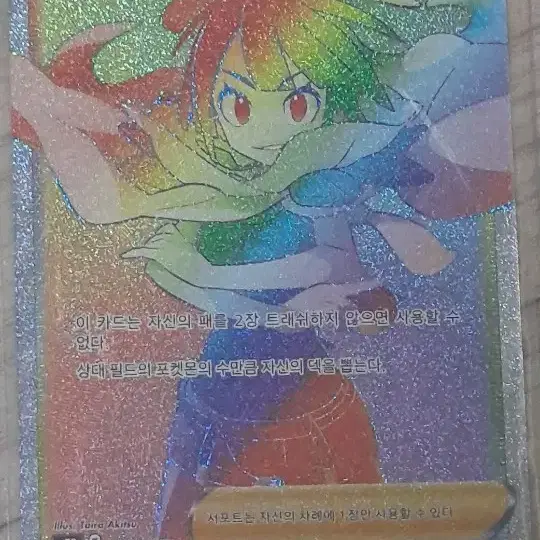 이 카드는 자신의 패를 2장 트래쉬하지 않으면 사용할 수
없다.
상대 필드의 포켓몬의 수만큼 자신의 덱을 뽑는다.
Illus. Taira Akitsu
서포트는 자신의 차례에 1장만 사용할 수 있다.